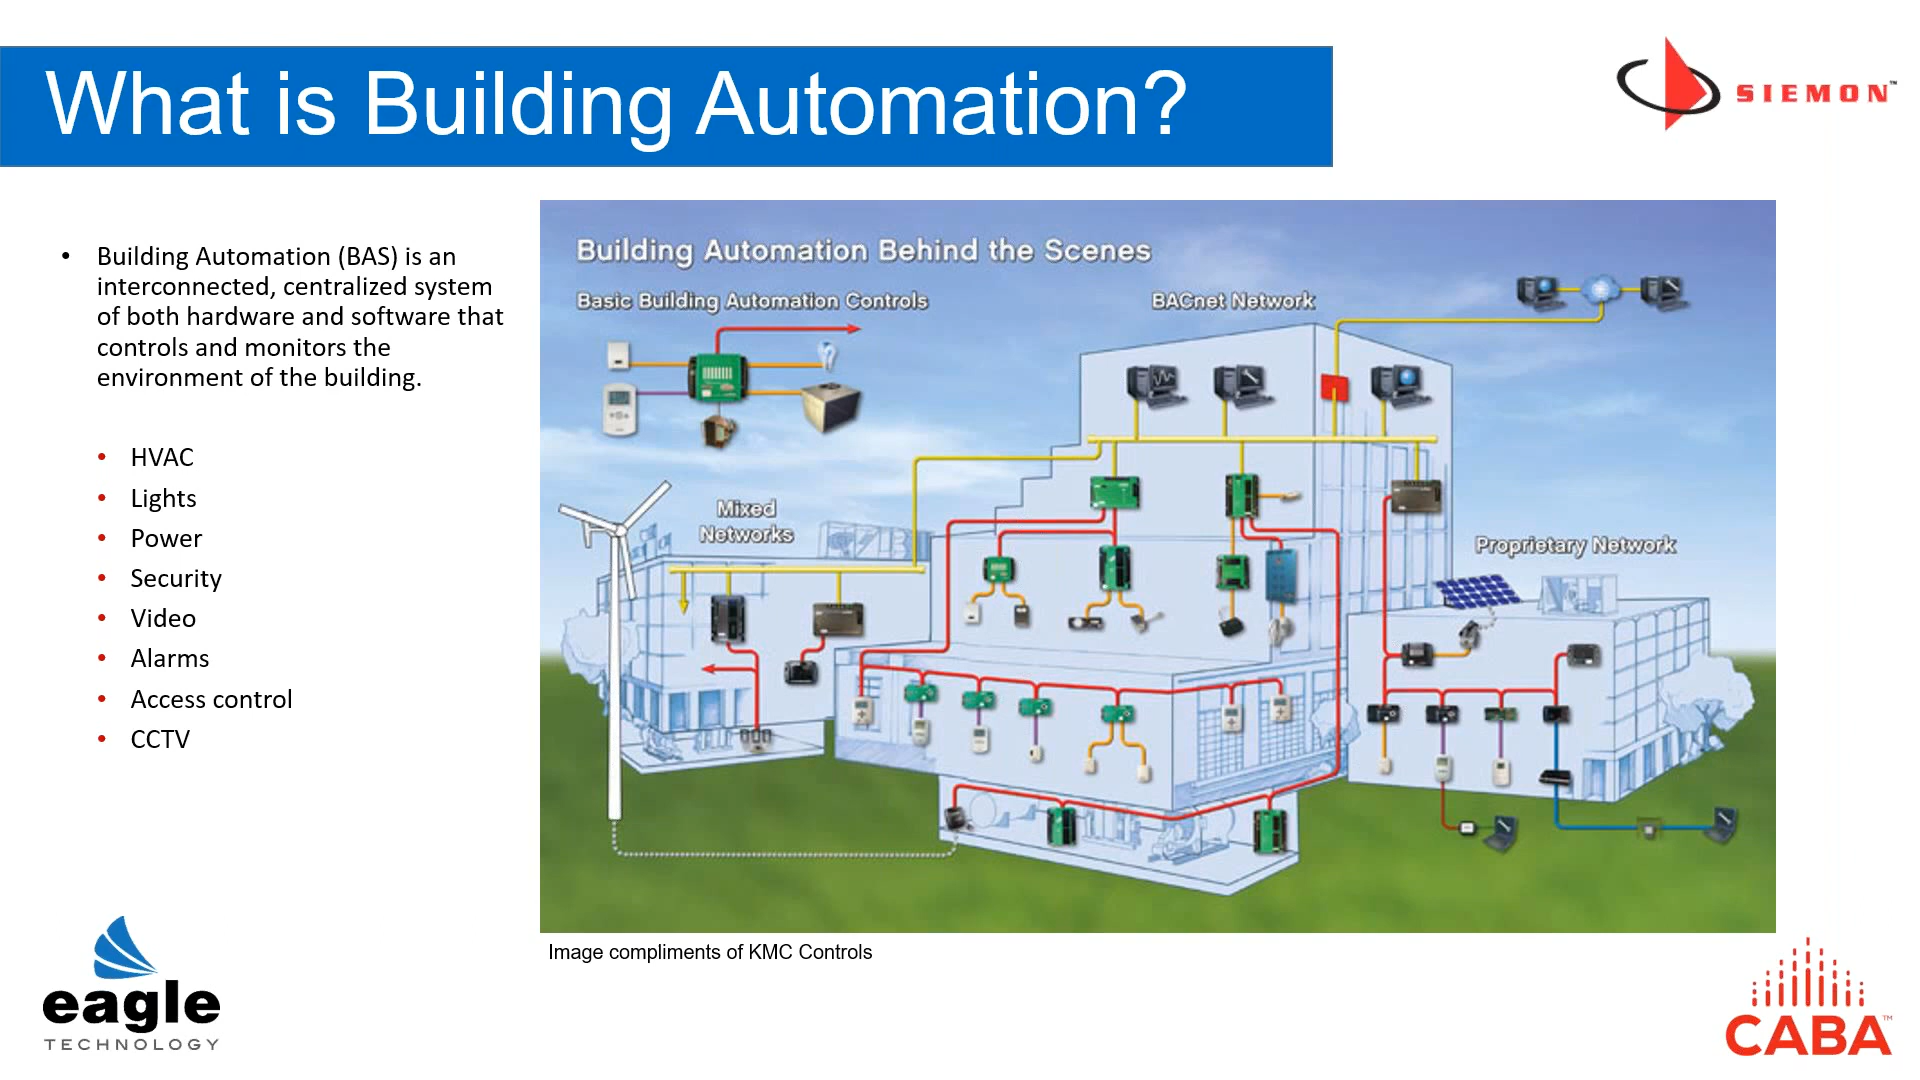 What is Building Automation?
SIEMON™
• Building Automation (BAS) is an
interconnected, centralized system
of both hardware and software that
controls and monitors the
environment of the building.
• HVAC
• Lights
• Power
• Security
• Video
• Alarms
• Access control
• CCTV
Building Automation Behind the Scenes
Basic Building Automation Controls
BACnet Network
Mixed
Networks
Proprietary Network
Image compliments of KMC Controls
eagle
TECHNOLOGY
CABA™